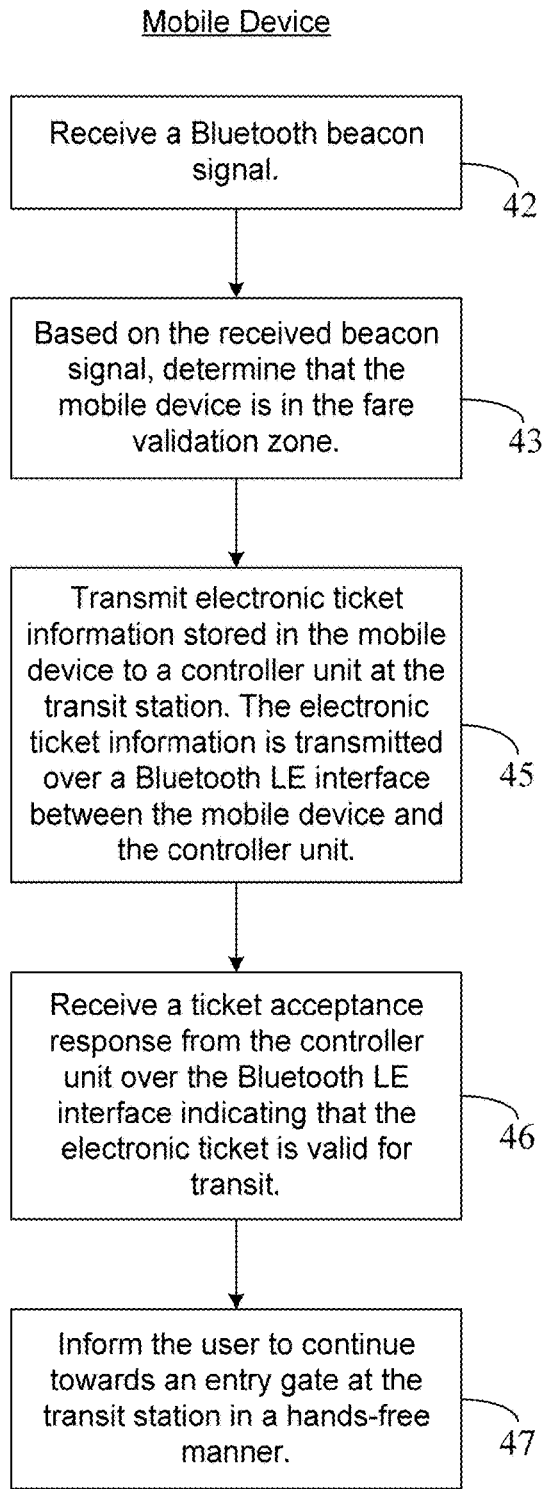 Mobile Device
Receive a Bluetooth beacon
signal.
42
Based on the received beacon
signal, determine that the
mobile device is in the fare
validation zone.
43
Transmit electronic ticket
information stored in the mobile
device to a controller unit at the
transit station. The electronic
ticket information is transmitted
over a Bluetooth LE interface
between the mobile device and
the controller unit.
45
Receive a ticket acceptance
response from the controller
unit over the Bluetooth LE
interface indicating that the
electronic ticket is valid for
transit.
46
Inform the user to continue
towards an entry gate at the
transit station in a hands-free
manner.
47